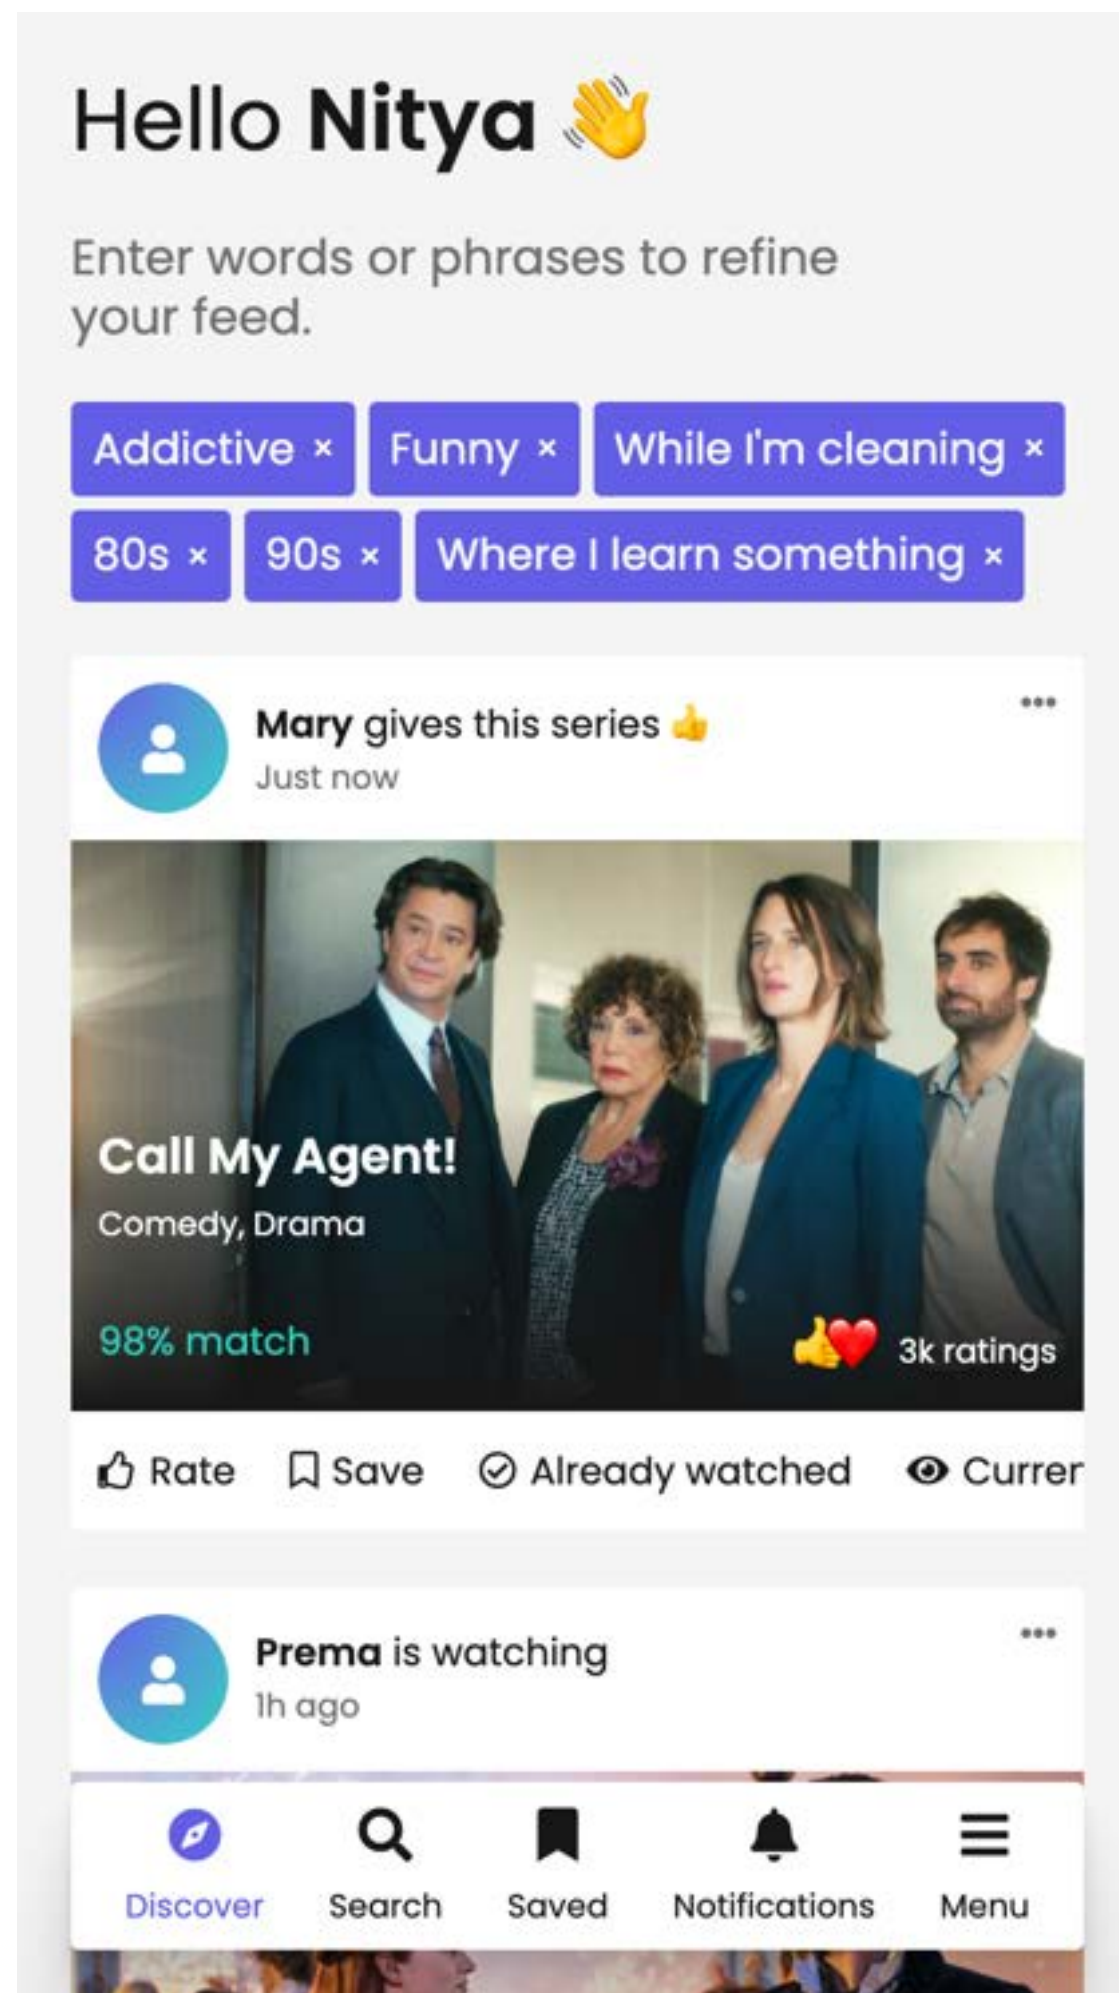 Hello Nitya 👋
Enter words or phrases to refine
your feed.
Addictive × Funny × While I'm cleaning ×
80s × 90s × Where I learn something ×
Mary gives this series 👍
Just now
Call My Agent!
Comedy, Drama
98% match
3k ratings
Rate Save Already watched Curren
Prema is watching
1h ago
Discover Search Saved Notifications Menu